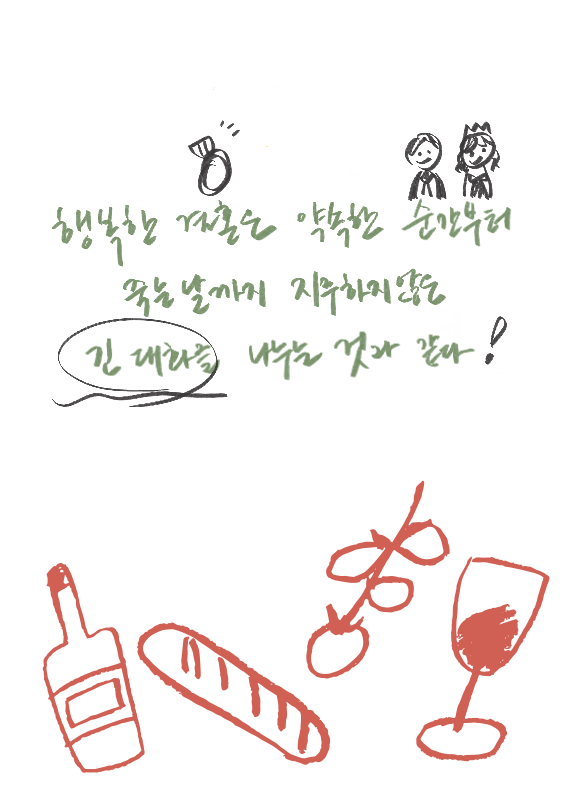 행복한 결혼은 약속한 순간부터
죽는 날까지 지루하지 않은
긴 대화를 나누는 것과 같다!